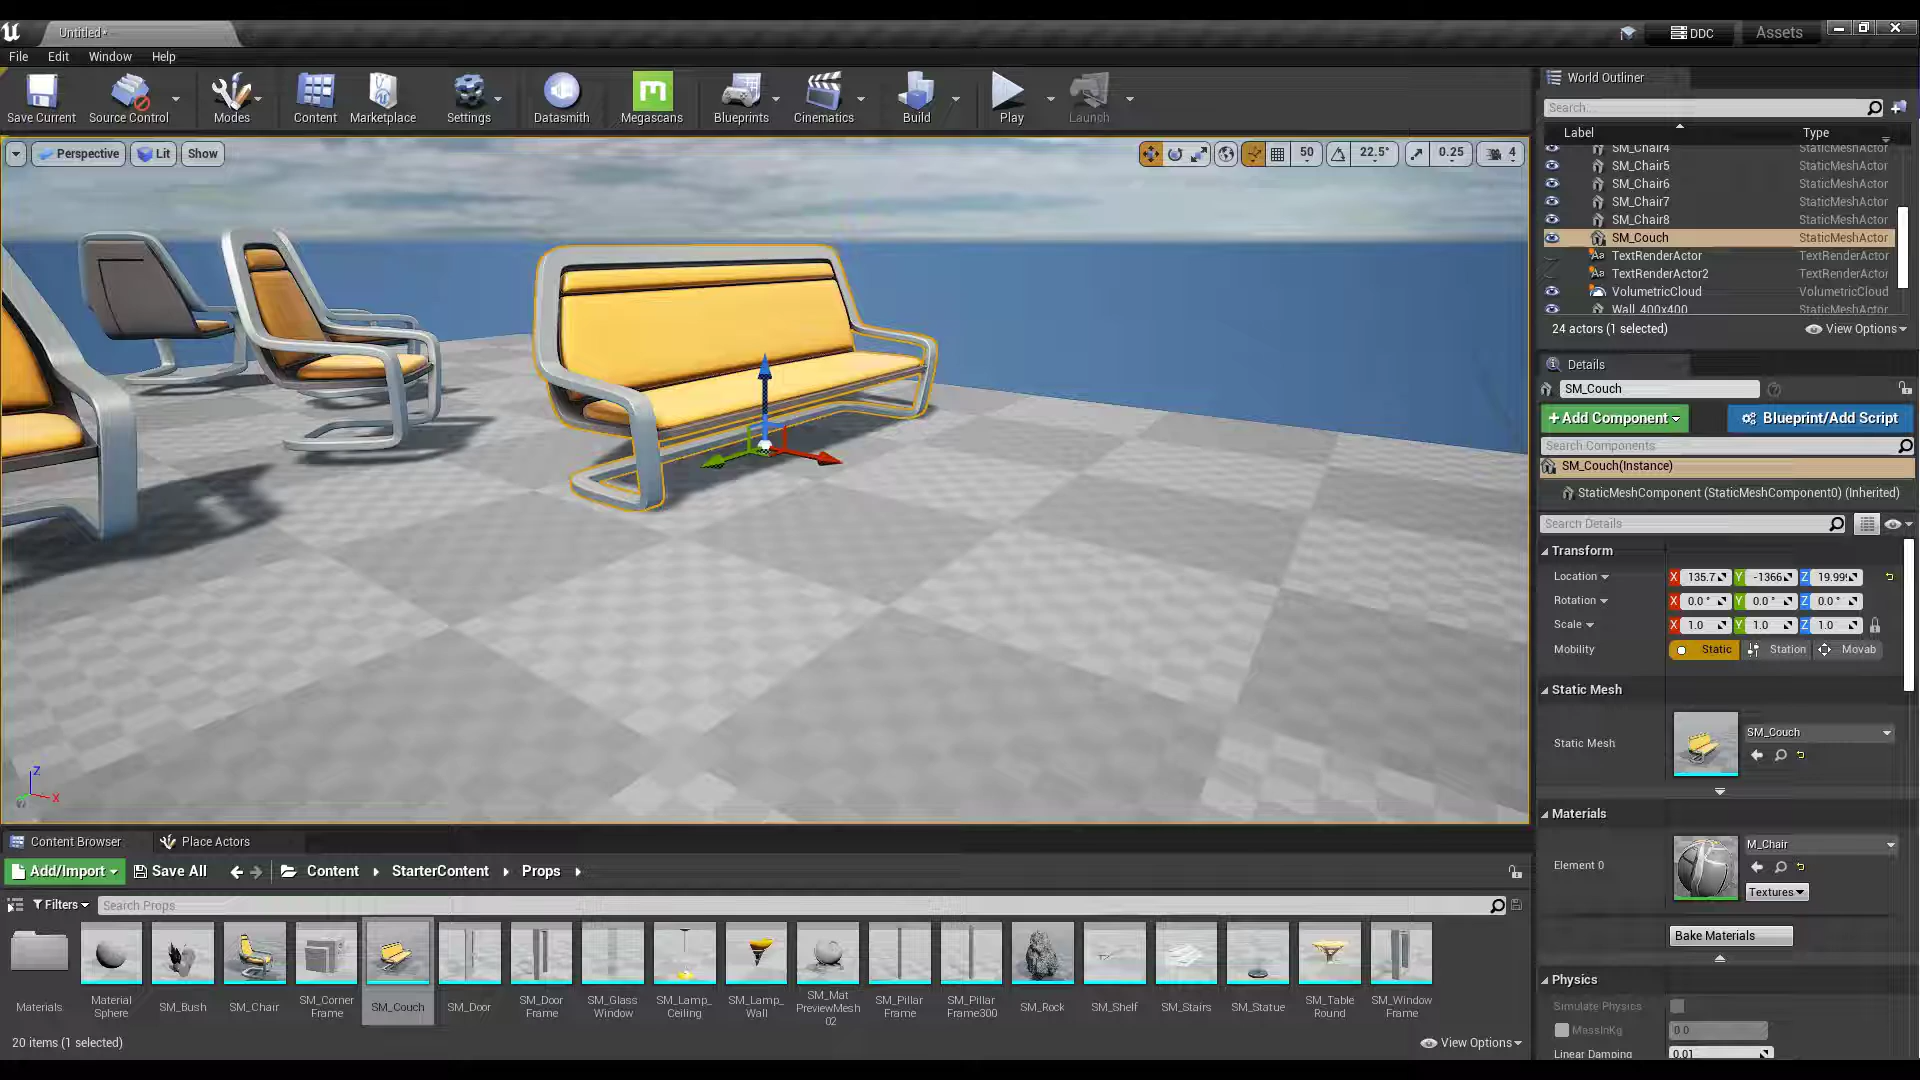 Untitled*
DDC
Assets
File
Edit
Window
Help
Save Current
Source Control
Modes
Content
Marketplace
Settings
Datasmith
Megascans
Blueprints
Cinematics
Build
Play
Launch
Perspective
Lit
Show
50
22.5°
0.25
4
World Outliner
Search...
Label
Type
SM_Chair4 StaticMeshActor
SM_Chair5 StaticMeshActor
SM_Chair6 StaticMeshActor
SM_Chair7 StaticMeshActor
SM_Chair8 StaticMeshActor
SM_Couch StaticMeshActor
TextRenderActor TextRenderActor
TextRenderActor2 TextRenderActor
VolumetricCloud VolumetricCloud
Wall_400x400 StaticMeshActor
24 actors (1 selected)
View Options
Details
SM_Couch
+Add Component
Blueprint/Add Script
Search Components
SM_Couch(Instance)
StaticMeshComponent (StaticMeshComponent0) (Inherited)
Search Details
Transform
Location X 135.7 Y -1366 Z 19.99
Rotation X 0.0 ° Y 0.0 ° Z 0.0 °
Scale X 1.0 Y 1.0 Z 1.0
Mobility Static Station Movab
Static Mesh
Static Mesh
SM_Couch
Materials
Element 0
M_Chair
Textures
Bake Materials
Physics
Simulate Physics
MassInKg 0.0
Linear Damping 0.01
Z
X
Content Browser
Place Actors
Add/Import
Save All
Content
StarterContent
Props
Filters
Search Props
Materials
Material
Sphere
SM_Bush
SM_Chair
SM_Corner
Frame
SM_Couch
SM_Door
SM_Door
Frame
SM_Glass
Window
SM_Lamp_
Ceiling
SM_Lamp_
Wall
SM_Mat
PreviewMesh
02
SM_Pillar
Frame
SM_Pillar
Frame300
SM_Rock
SM_Shelf
SM_Stairs
SM_Statue
SM_Table
Round
SM_Window
Frame
20 items (1 selected)
View Options